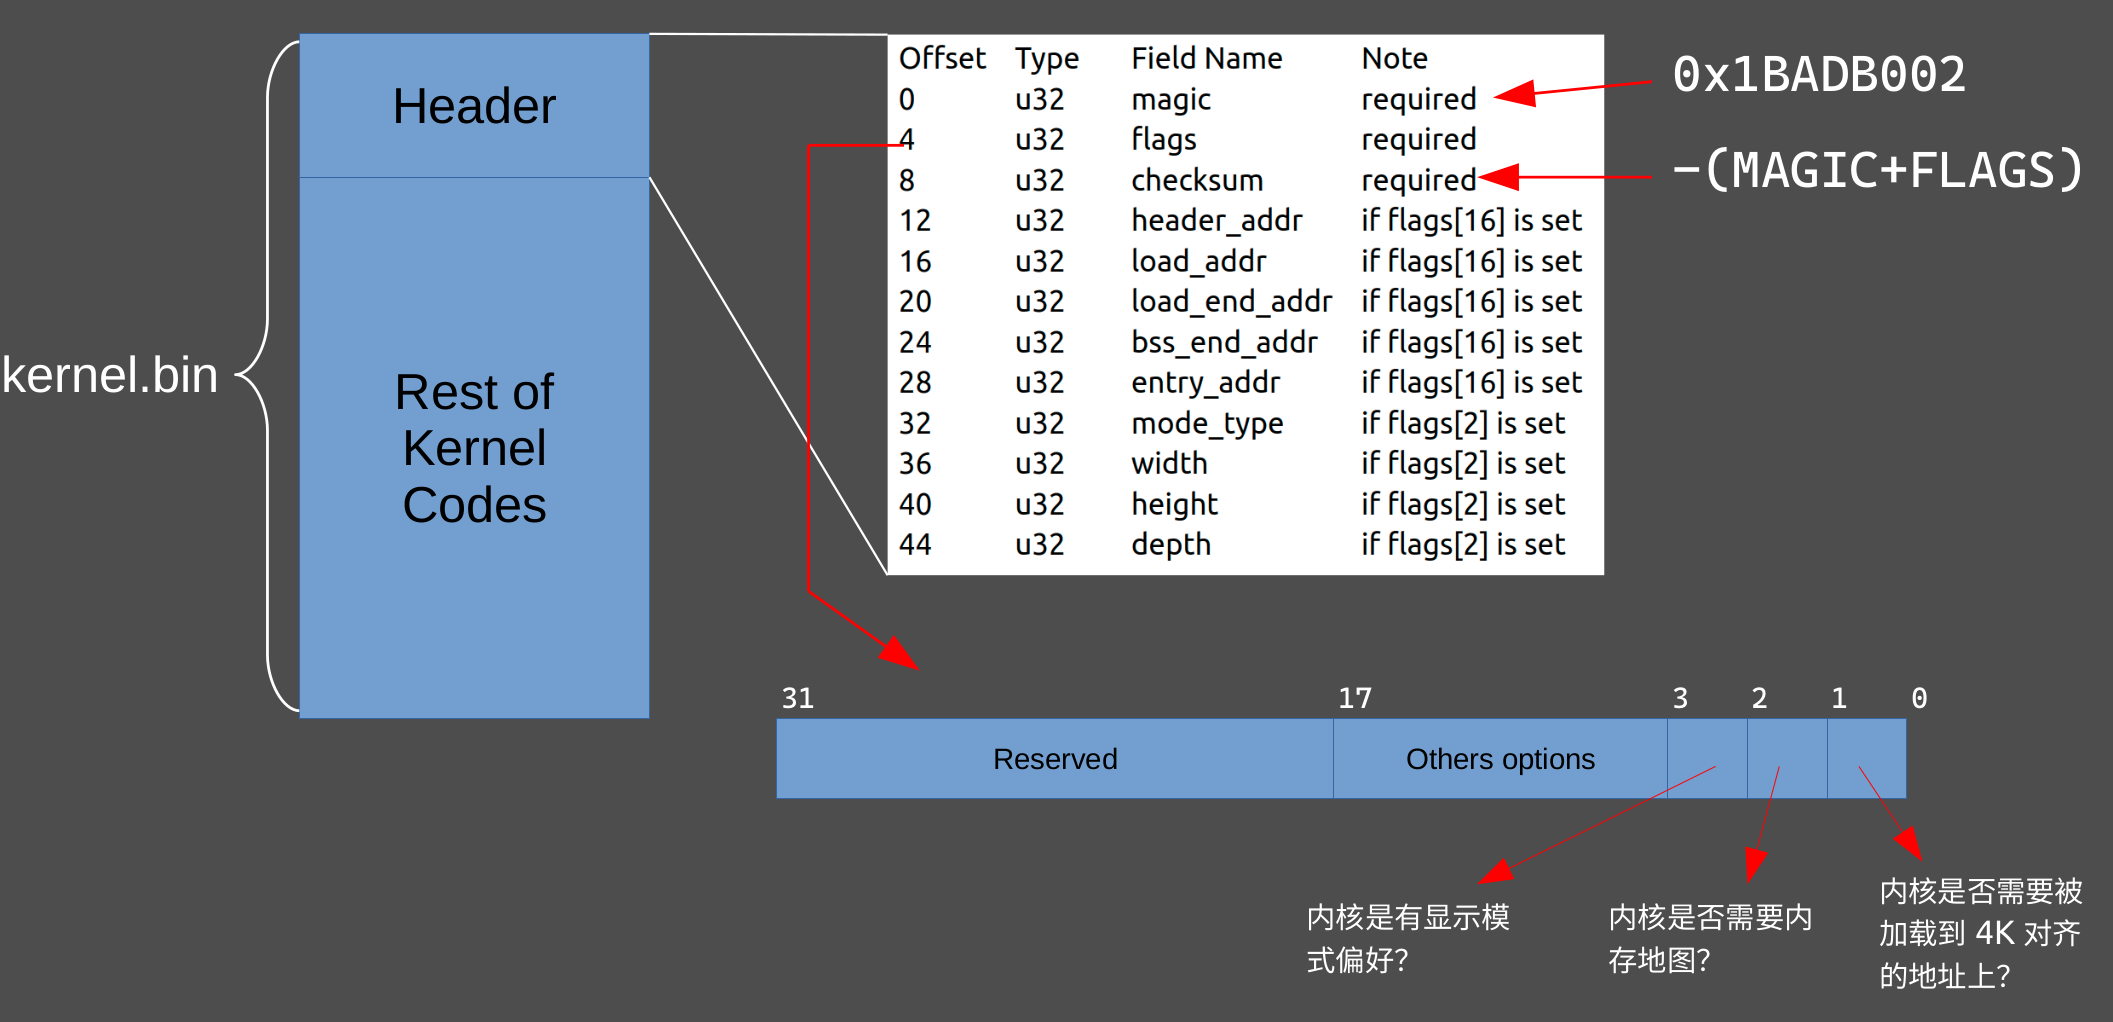 kernel.bin
Header
Rest of
Kernel
Codes
Offset Type Field Name Note
0 u32 magic required
4 u32 flags required
8 u32 checksum required
12 u32 header_addr if flags[16] is set
16 u32 load_addr if flags[16] is set
20 u32 load_end_addr if flags[16] is set
24 u32 bss_end_addr if flags[16] is set
28 u32 entry_addr if flags[16] is set
32 u32 mode_type if flags[2] is set
36 u32 width if flags[2] is set
40 u32 height if flags[2] is set
44 u32 depth if flags[2] is set
0x1BADB002
-(MAGIC+FLAGS)
31 17 3 2 1 0
Reserved Others options
内核是有显示模
式偏好?
内核是否需要内
存地图?
内核是否需要被
加载到 4K 对齐
的地址上?